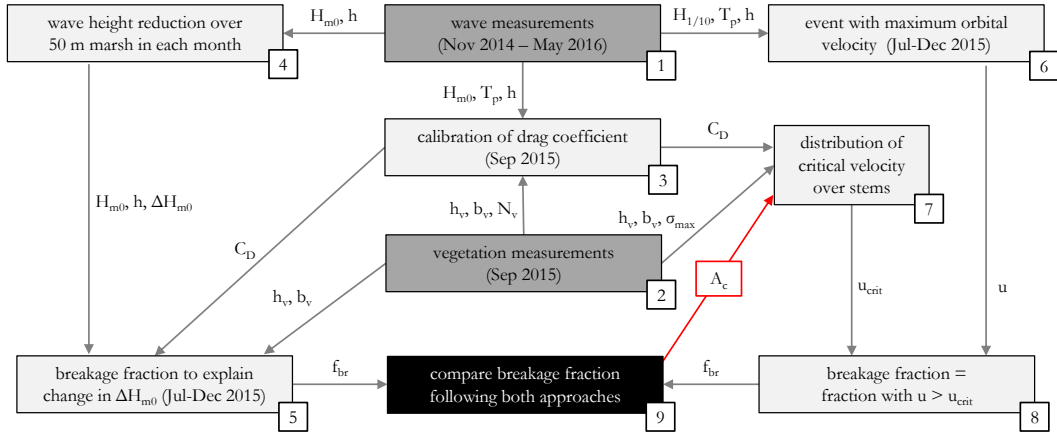 wave height reduction over
50 m marsh in each month
4
H_m0, h
wave measurements
(Nov 2014 – May 2016)
1
H_1/10, T_p, h
event with maximum orbital
velocity (Jul-Dec 2015)
6
H_m0, T_p, h
calibration of drag coefficient
(Sep 2015)
3
C_D
distribution of
critical velocity
over stems
7
H_m0, h, ΔH_m0
h_v, b_v, N_v
h_v, b_v, σ_max
C_D
vegetation measurements
(Sep 2015)
2
A_c
h_v, b_v
u_crit
u
breakage fraction to explain
change in ΔH_m0 (Jul-Dec 2015)
5
f_br
compare breakage fraction
following both approaches
9
f_br
breakage fraction =
fraction with u > u_crit
8